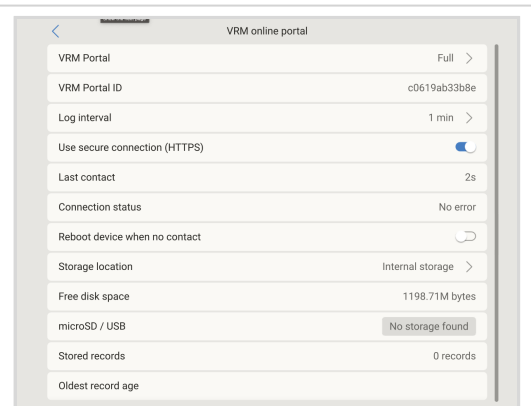 VRM online portal
VRM Portal Full
VRM Portal ID c0619ab33b8e
Log interval 1 min
Use secure connection (HTTPS)
Last contact 2s
Connection status No error
Reboot device when no contact
Storage location Internal storage
Free disk space 1198.71M bytes
microSD / USB No storage found
Stored records 0 records
Oldest record age